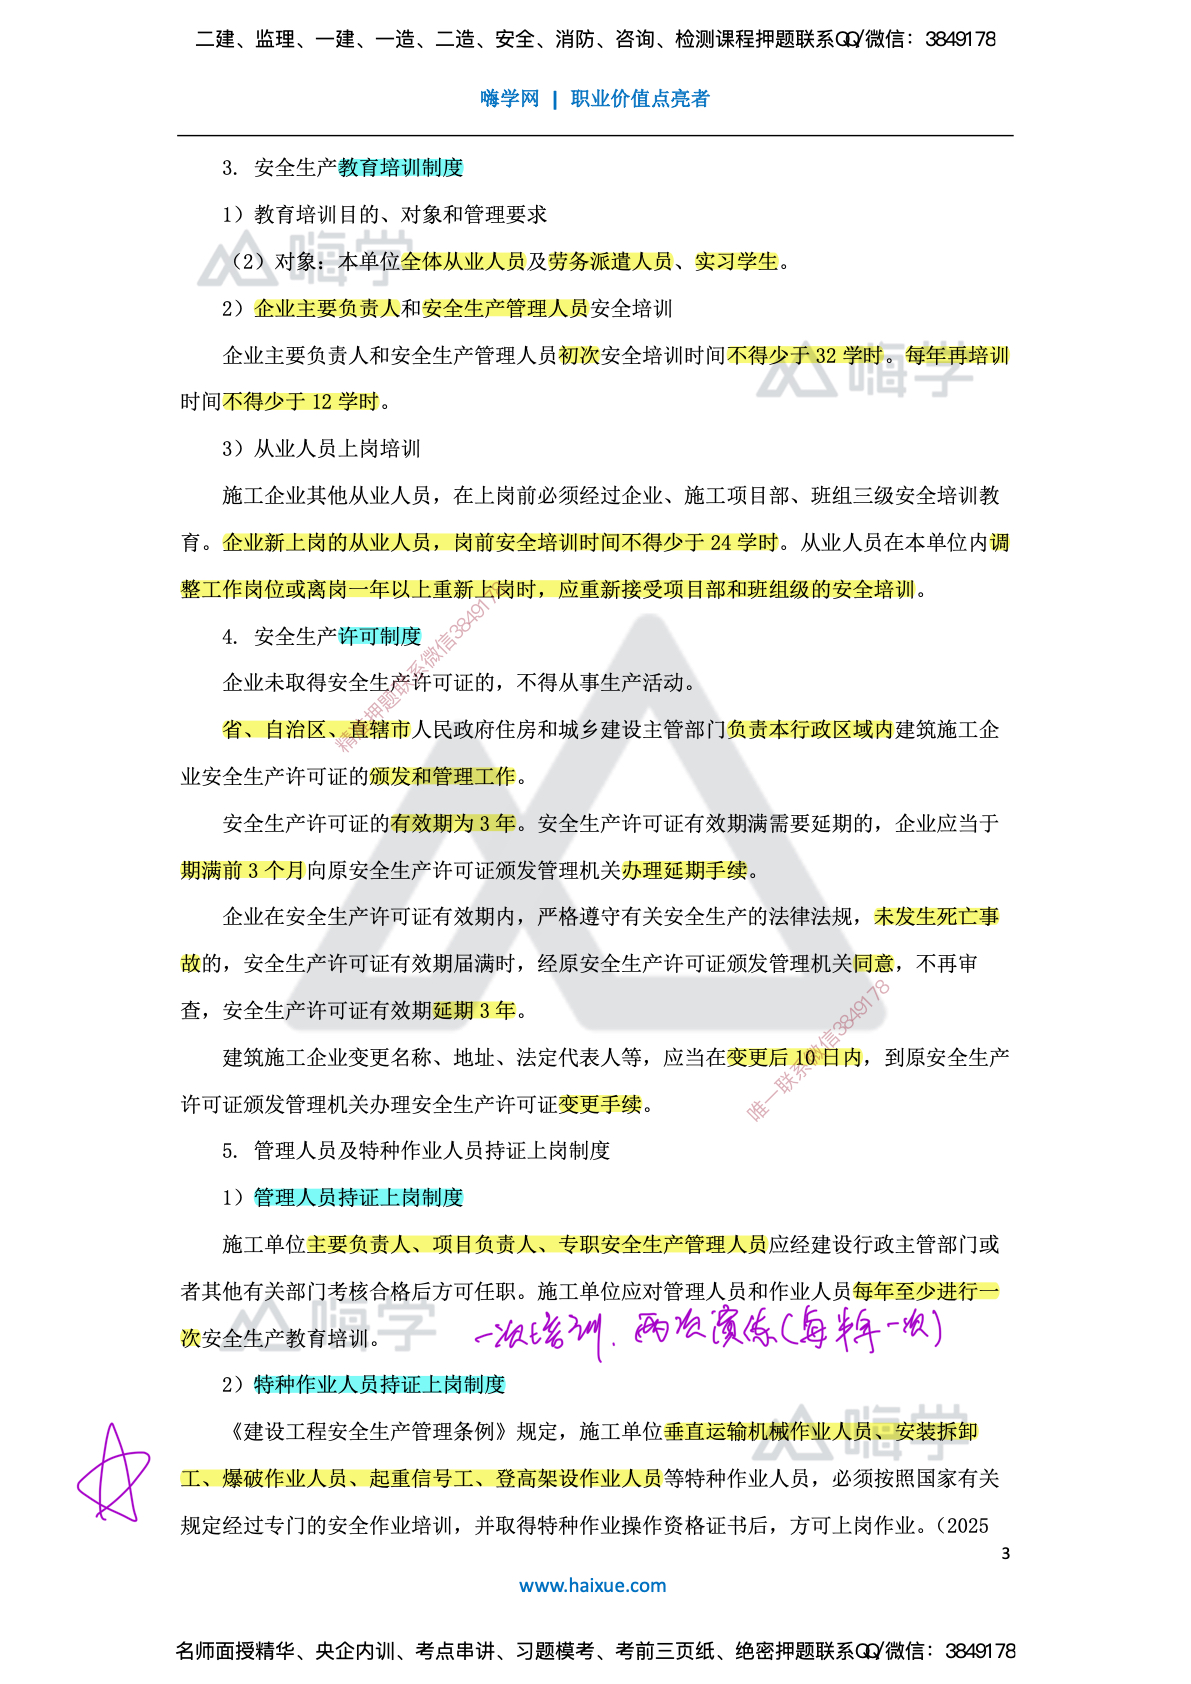 二建、监理、一建、一造、二造、安全、消防、咨询、检测课程押题联系QQ/微信：3849178
嗨学网 | 职业价值点亮者
3. 安全生产教育培训制度
1）教育培训目的、对象和管理要求
嗨学
（2）对象：本单位全体从业人员及劳务派遣人员、实习学生。
2）企业主要负责人和安全生产管理人员安全培训
企业主要负责人和安全生产管理人员初次安全培训时间不得少于 32 学时。每年再培训
嗨学
时间不得少于 12 学时。
3）从业人员上岗培训
施工企业其他从业人员，在上岗前必须经过企业、施工项目部、班组三级安全培训教
育。企业新上岗的从业人员，岗前安全培训时间不得少于 24 学时。从业人员在本单位内调
整工作岗位或离岗一年以上重新上岗时，应重新接受项目部和班组级的安全培训。
4. 安全生产许可制度
精准押题联系微信3849178
企业未取得安全生产许可证的，不得从事生产活动。
省、自治区、直辖市人民政府住房和城乡建设主管部门负责本行政区域内建筑施工企
业安全生产许可证的颁发和管理工作。
安全生产许可证的有效期为 3 年。安全生产许可证有效期满需要延期的，企业应当于
期满前 3 个月向原安全生产许可证颁发管理机关办理延期手续。
企业在安全生产许可证有效期内，严格遵守有关安全生产的法律法规，未发生死亡事
故的，安全生产许可证有效期届满时，经原安全生产许可证颁发管理机关同意，不再审
查，安全生产许可证有效期延期 3 年。
唯一联系微信3849178
建筑施工企业变更名称、地址、法定代表人等，应当在变更后 10 日内，到原安全生产
许可证颁发管理机关办理安全生产许可证变更手续。
5. 管理人员及特种作业人员持证上岗制度
1）管理人员持证上岗制度
施工单位主要负责人、项目负责人、专职安全生产管理人员应经建设行政主管部门或
者其他有关部门考核合格后方可任职。施工单位应对管理人员和作业人员每年至少进行一
嗨学
次安全生产教育培训。
一次培训．两次演练（每半年一次）
2）特种作业人员持证上岗制度
嗨学
《建设工程安全生产管理条例》规定，施工单位垂直运输机械作业人员、安装拆卸
工、爆破作业人员、起重信号工、登高架设作业人员等特种作业人员，必须按照国家有关
规定经过专门的安全作业培训，并取得特种作业操作资格证书后，方可上岗作业。（2025
3
www.haixue.com
名师面授精华、央企内训、考点串讲、习题模考、考前三页纸、绝密押题联系QQ/微信：3849178